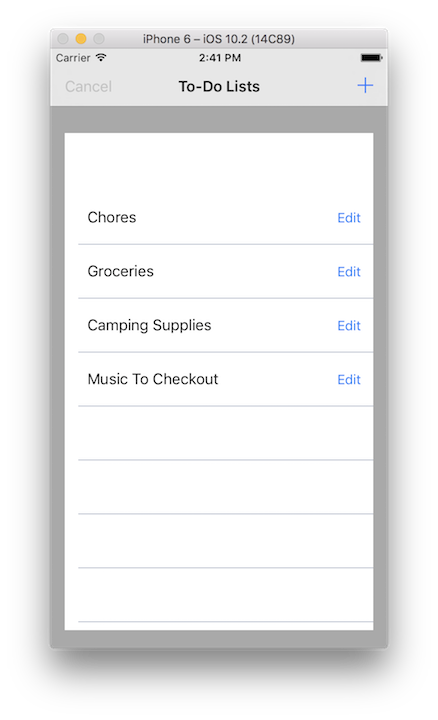 iPhone 6 – iOS 10.2 (14C89)
Carrier 2:41 PM
Cancel To-Do Lists +
Chores Edit
Groceries Edit
Camping Supplies Edit
Music To Checkout Edit